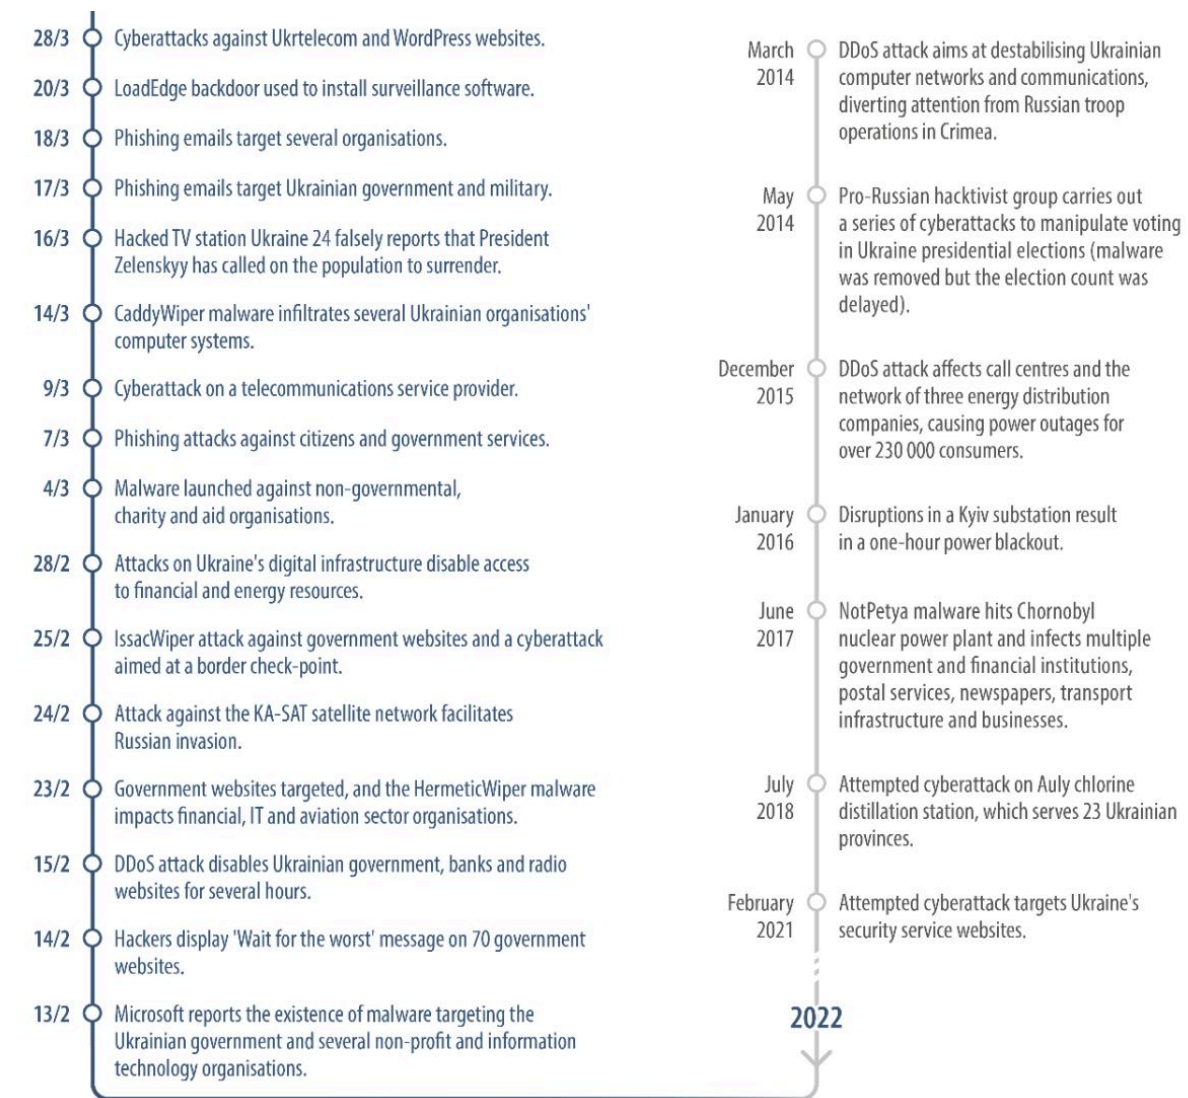 28/3 Cyberattacks against Ukrtelecom and WordPress websites.
20/3 LoadEdge backdoor used to install surveillance software.
18/3 Phishing emails target several organisations.
17/3 Phishing emails target Ukrainian government and military.
16/3 Hacked TV station Ukraine 24 falsely reports that President
Zelenskyy has called on the population to surrender.
14/3 CaddyWiper malware infiltrates several Ukrainian organisations'
computer systems.
9/3 Cyberattack on a telecommunications service provider.
7/3 Phishing attacks against citizens and government services.
4/3 Malware launched against non-governmental,
charity and aid organisations.
28/2 Attacks on Ukraine's digital infrastructure disable access
to financial and energy resources.
25/2 IssacWiper attack against government websites and a cyberattack
aimed at a border check-point.
24/2 Attack against the KA-SAT satellite network facilitates
Russian invasion.
23/2 Government websites targeted, and the HermeticWiper malware
impacts financial, IT and aviation sector organisations.
15/2 DDoS attack disables Ukrainian government, banks and radio
websites for several hours.
14/2 Hackers display 'Wait for the worst' message on 70 government
websites.
13/2 Microsoft reports the existence of malware targeting the
Ukrainian government and several non-profit and information
technology organisations.
March DDoS attack aims at destabilising Ukrainian
2014 computer networks and communications,
diverting attention from Russian troop
operations in Crimea.
May Pro-Russian hacktivist group carries out
2014 a series of cyberattacks to manipulate voting
in Ukraine presidential elections (malware
was removed but the election count was
delayed).
December DDoS attack affects call centres and the
2015 network of three energy distribution
companies, causing power outages for
over 230 000 consumers.
January Disruptions in a Kyiv substation result
2016 in a one-hour power blackout.
June NotPetya malware hits Chornobyl
2017 nuclear power plant and infects multiple
government and financial institutions,
postal services, newspapers, transport
infrastructure and businesses.
July Attempted cyberattack on Auly chlorine
2018 distillation station, which serves 23 Ukrainian
provinces.
February Attempted cyberattack targets Ukraine's
2021 security service websites.
2022